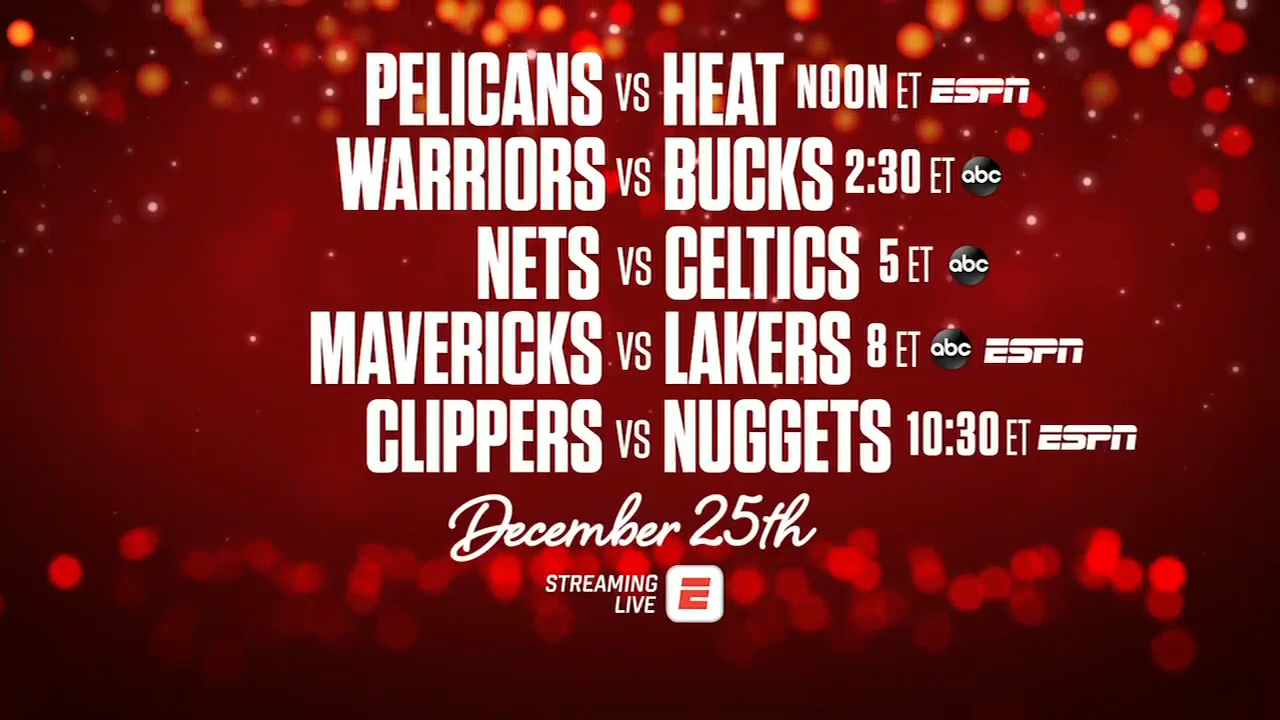 PELICANS VS HEAT NOON ET ESPN
WARRIORS VS BUCKS 2:30 ET abc
NETS VS CELTICS 5 ET abc
MAVERICKS VS LAKERS 8 ET abc ESPN
CLIPPERS VS NUGGETS 10:30 ET ESPN
December 25th
STREAMING
LIVE E